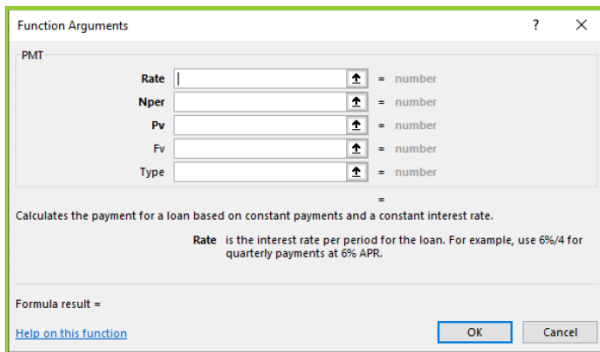 Function Arguments ? ×
PMT
Rate = number
Nper = number
Pv = number
Fv = number
Type = number
=
Calculates the payment for a loan based on constant payments and a constant interest rate.
Rate is the interest rate per period for the loan. For example, use 6%/4 for
quarterly payments at 6% APR.
Formula result =
Help on this function OK Cancel